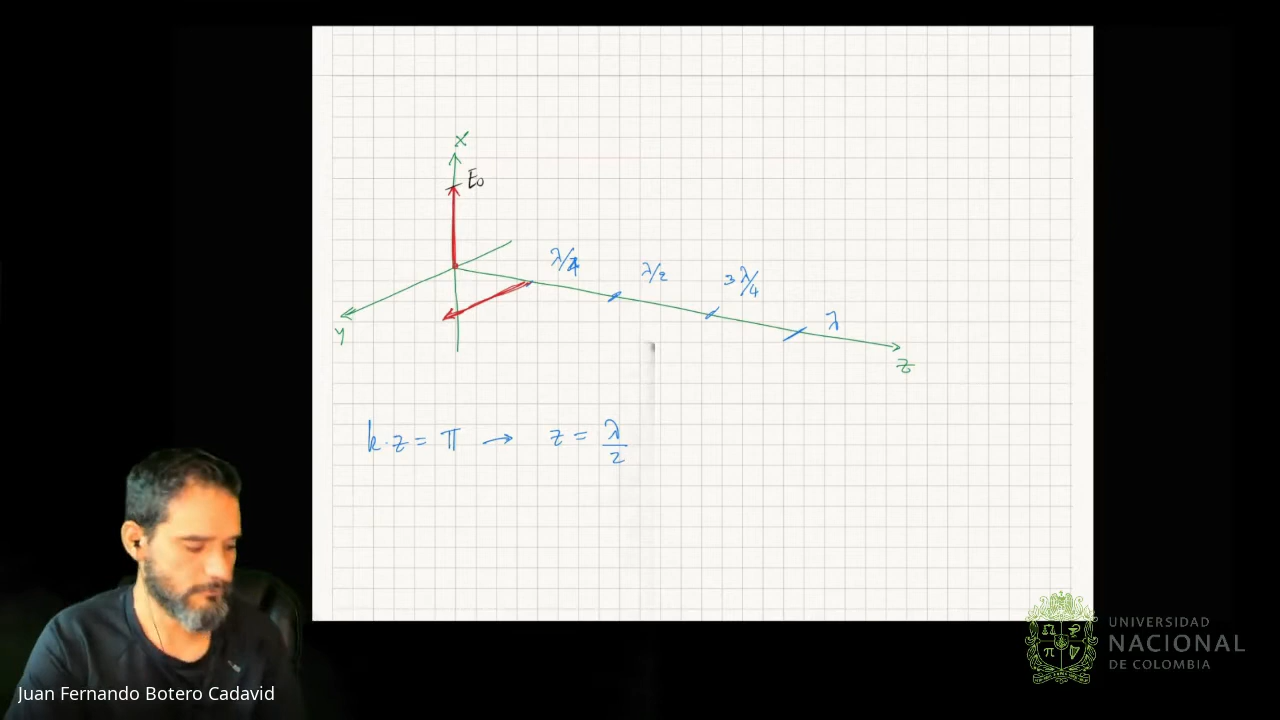 X
E₀
λ/4
λ/2
3λ/4
λ
y
z
k·z = π → z = λ/2
UNIVERSIDAD
NACIONAL
DE COLOMBIA
Juan Fernando Botero Cadavid